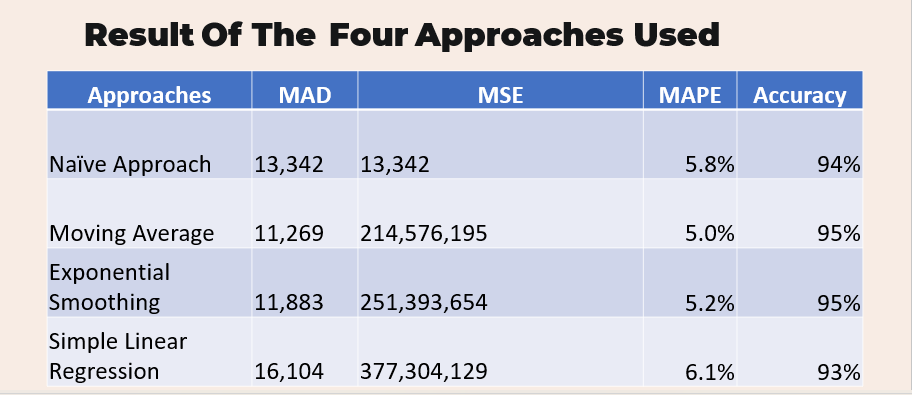 Result Of The Four Approaches Used
Approaches MAD MSE MAPE Accuracy
Naïve Approach 13,342 13,342 5.8% 94%
Moving Average 11,269 214,576,195 5.0% 95%
Exponential
Smoothing 11,883 251,393,654 5.2% 95%
Simple Linear
Regression 16,104 377,304,129 6.1% 93%